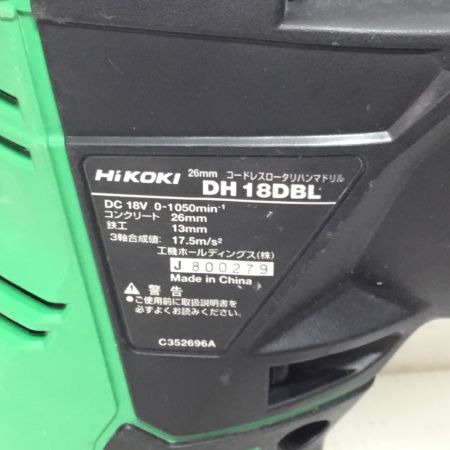 HiKOKI 26mm コードレスロータリハンマドリル
DH 18DBL
DC 18V 0-1050min⁻¹
コンクリート 26mm
鉄工 13mm
3軸合成値: 17.5m/s²
工機ホールディングス(株)
J 800279
Made in China
⚠ 警告
●ご使用前に取扱説明書を
必ずよくお読みください。
C352696A